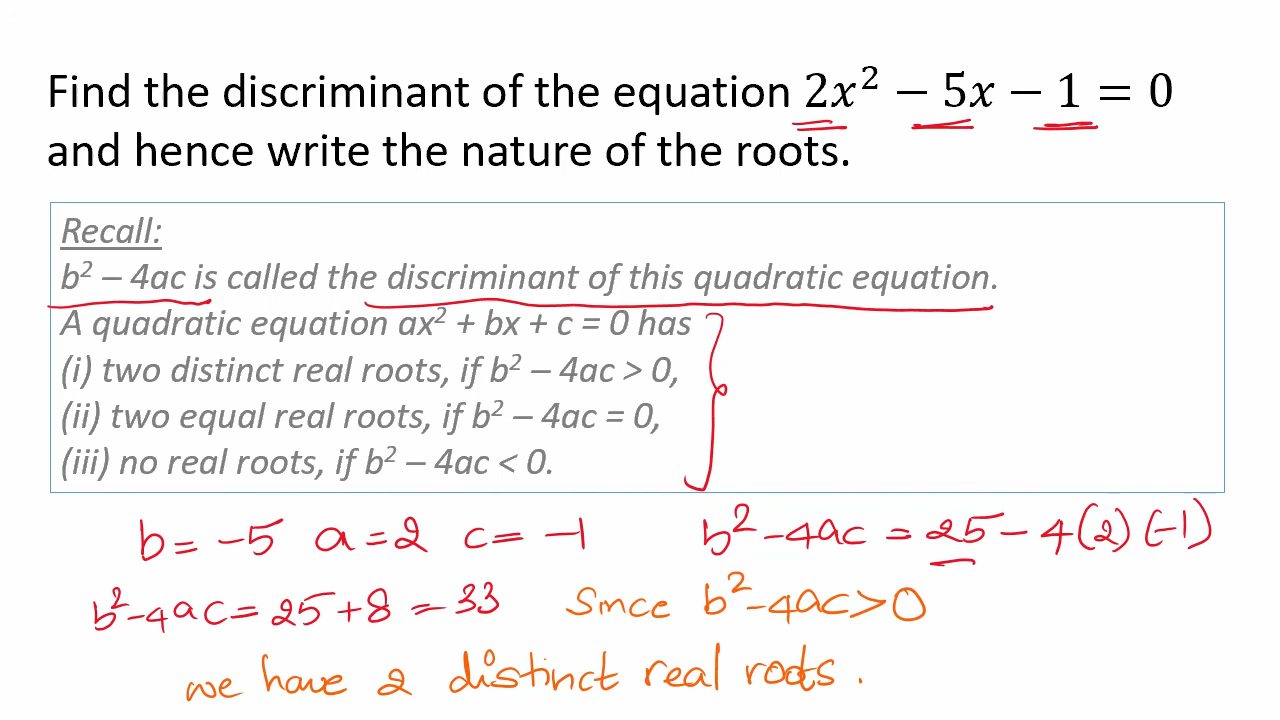 Find the discriminant of the equation 2x² − 5x − 1 = 0
and hence write the nature of the roots.
Recall:
b² – 4ac is called the discriminant of this quadratic equation.
A quadratic equation ax² + bx + c = 0 has
(i) two distinct real roots, if b² – 4ac > 0,
(ii) two equal real roots, if b² – 4ac = 0,
(iii) no real roots, if b² – 4ac < 0.
b = -5 a = 2 c = -1 b² - 4ac = 25 - 4(2)(-1)
b² - 4ac = 25 + 8 = 33 Since b² - 4ac > 0
we have 2 distinct real roots.